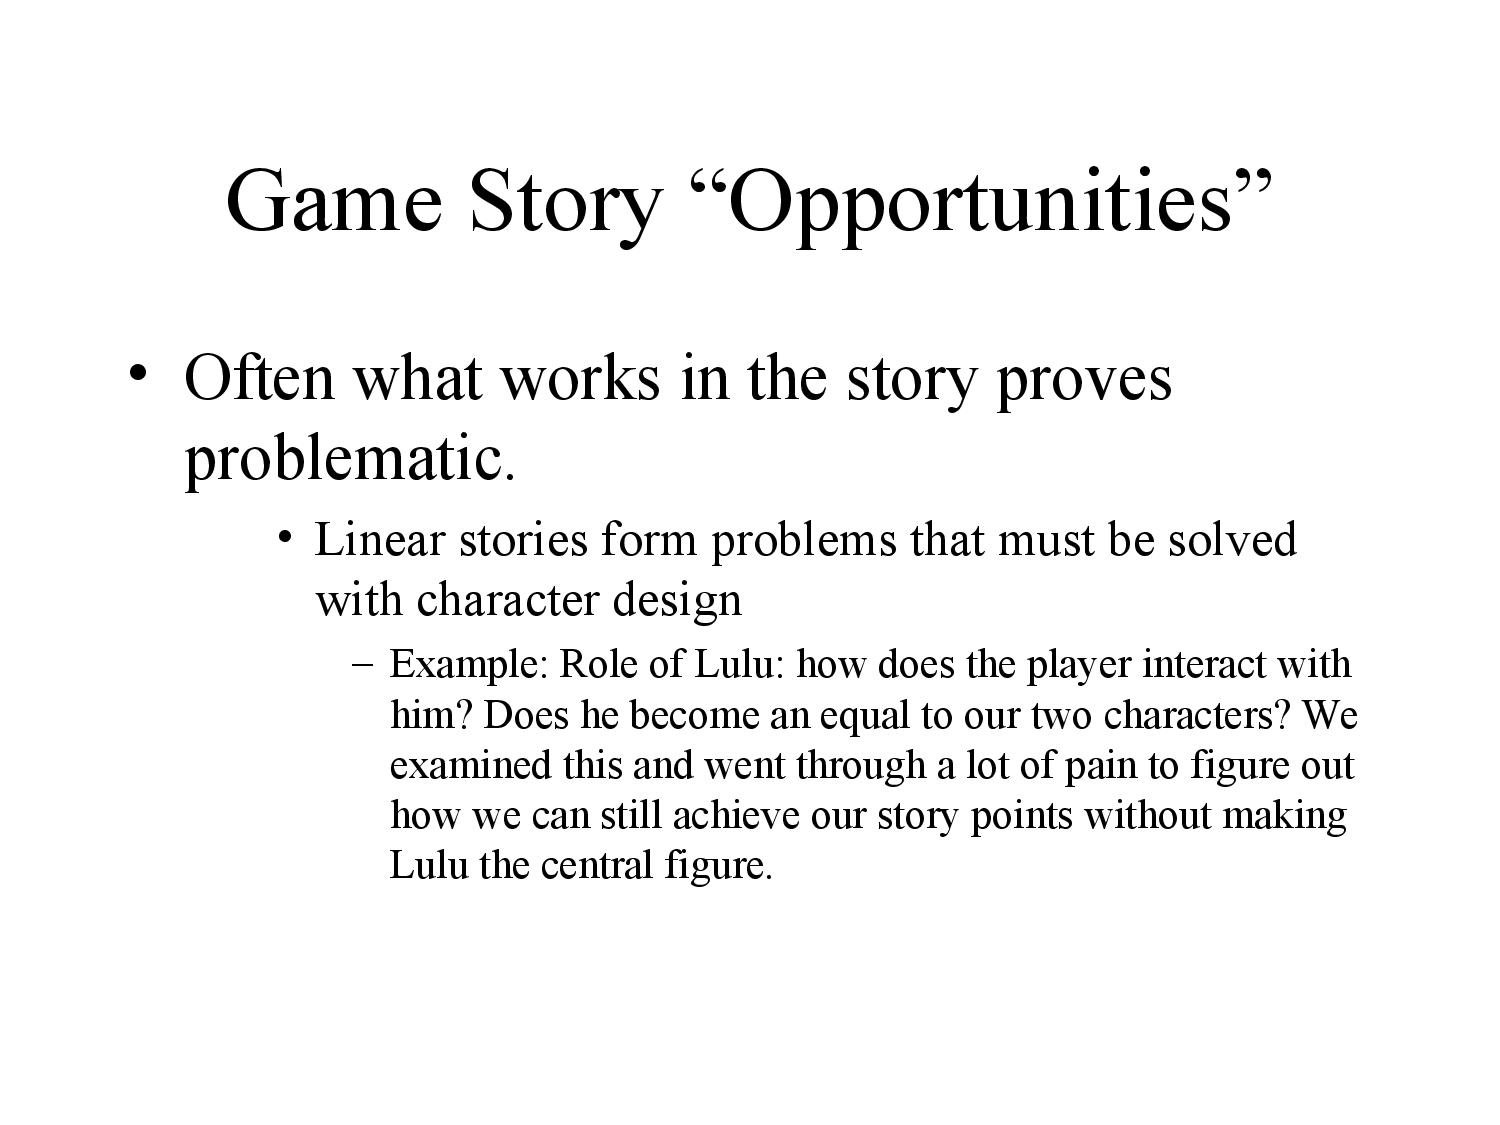 Game Story “Opportunities”
• Often what works in the story proves
problematic.
• Linear stories form problems that must be solved
with character design
– Example: Role of Lulu: how does the player interact with
him? Does he become an equal to our two characters? We
examined this and went through a lot of pain to figure out
how we can still achieve our story points without making
Lulu the central figure.